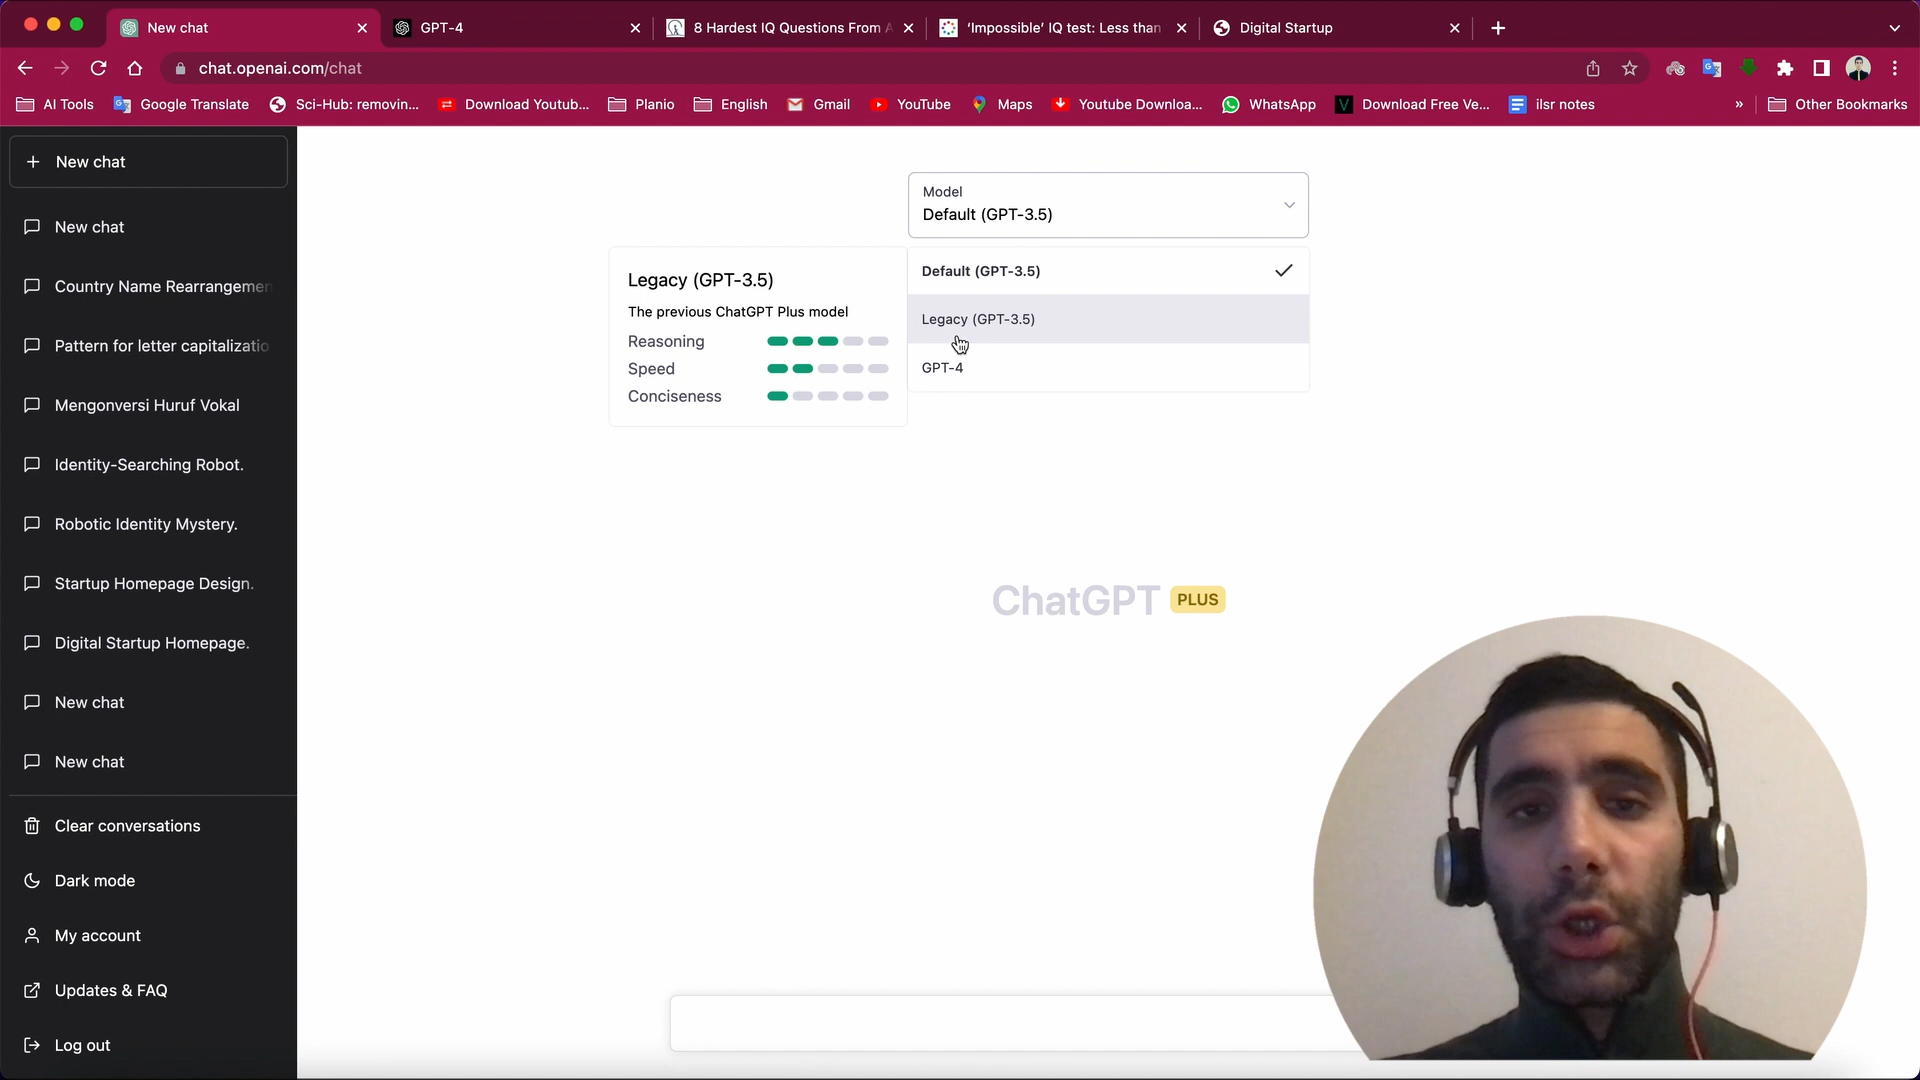 New chat
GPT-4
8 Hardest IQ Questions From A
'Impossible' IQ test: Less than
Digital Startup
chat.openai.com/chat
AI Tools
Google Translate
Sci-Hub: removin...
Download Youtub...
Planio
English
Gmail
YouTube
Maps
Youtube Downloa...
WhatsApp
Download Free Ve...
ilsr notes
»
Other Bookmarks
+ New chat
New chat
Country Name Rearrangemen
Pattern for letter capitalizatio
Mengonversi Huruf Vokal
Identity-Searching Robot.
Robotic Identity Mystery.
Startup Homepage Design.
Digital Startup Homepage.
New chat
New chat
Clear conversations
Dark mode
My account
Updates & FAQ
Log out
Model
Default (GPT-3.5)
Default (GPT-3.5)
Legacy (GPT-3.5)
GPT-4
Legacy (GPT-3.5)
The previous ChatGPT Plus model
Reasoning
Speed
Conciseness
ChatGPT PLUS